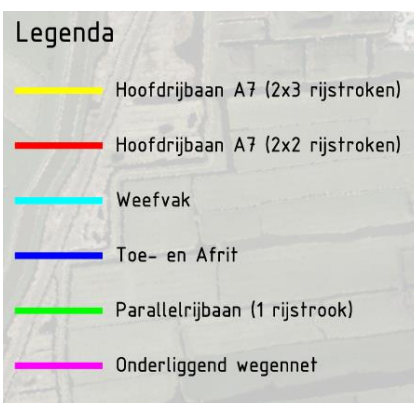 Legenda
Hoofdrijbaan A7 (2x3 rijstroken)
Hoofdrijbaan A7 (2x2 rijstroken)
Weefvak
Toe- en Afrit
Parallelrijbaan (1 rijstrook)
Onderliggend wegennet